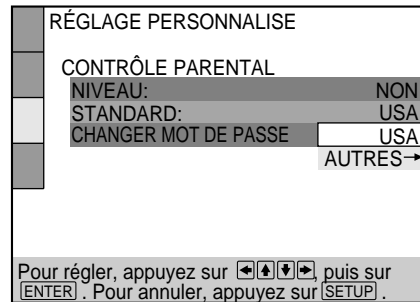 RÉGLAGE PERSONNALISE
CONTRÔLE PARENTAL
NIVEAU: NON
STANDARD: USA
CHANGER MOT DE PASSE USA
AUTRES→
Pour régler, appuyez sur ←↑↓→, puis sur
ENTER . Pour annuler, appuyez sur SETUP .